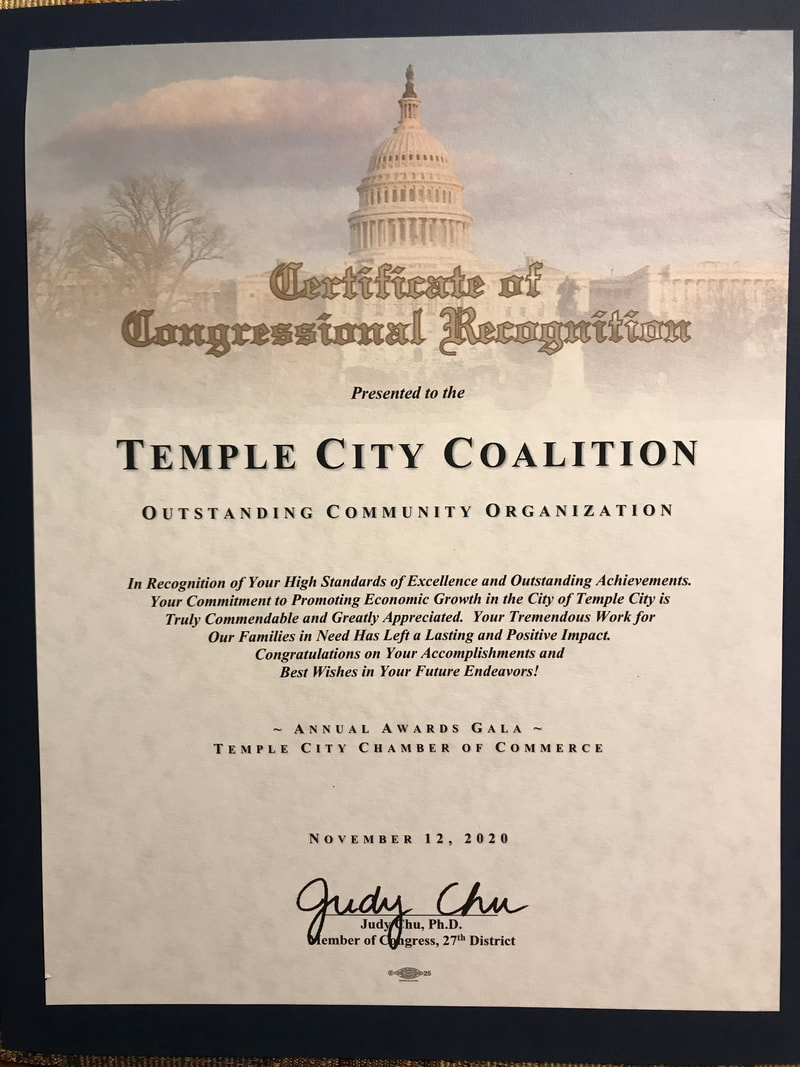 Certificate of
Congressional Recognition
Presented to the
TEMPLE CITY COALITION
OUTSTANDING COMMUNITY ORGANIZATION
In Recognition of Your High Standards of Excellence and Outstanding Achievements.
Your Commitment to Promoting Economic Growth in the City of Temple City is
Truly Commendable and Greatly Appreciated. Your Tremendous Work for
Our Families in Need Has Left a Lasting and Positive Impact.
Congratulations on Your Accomplishments and
Best Wishes in Your Future Endeavors!
~ ANNUAL AWARDS GALA ~
TEMPLE CITY CHAMBER OF COMMERCE
NOVEMBER 12, 2020
Judy Chu
Judy Chu, Ph.D.
Member of Congress, 27th District
25